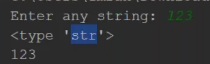 Enter any string: 123
<type 'str'>
123